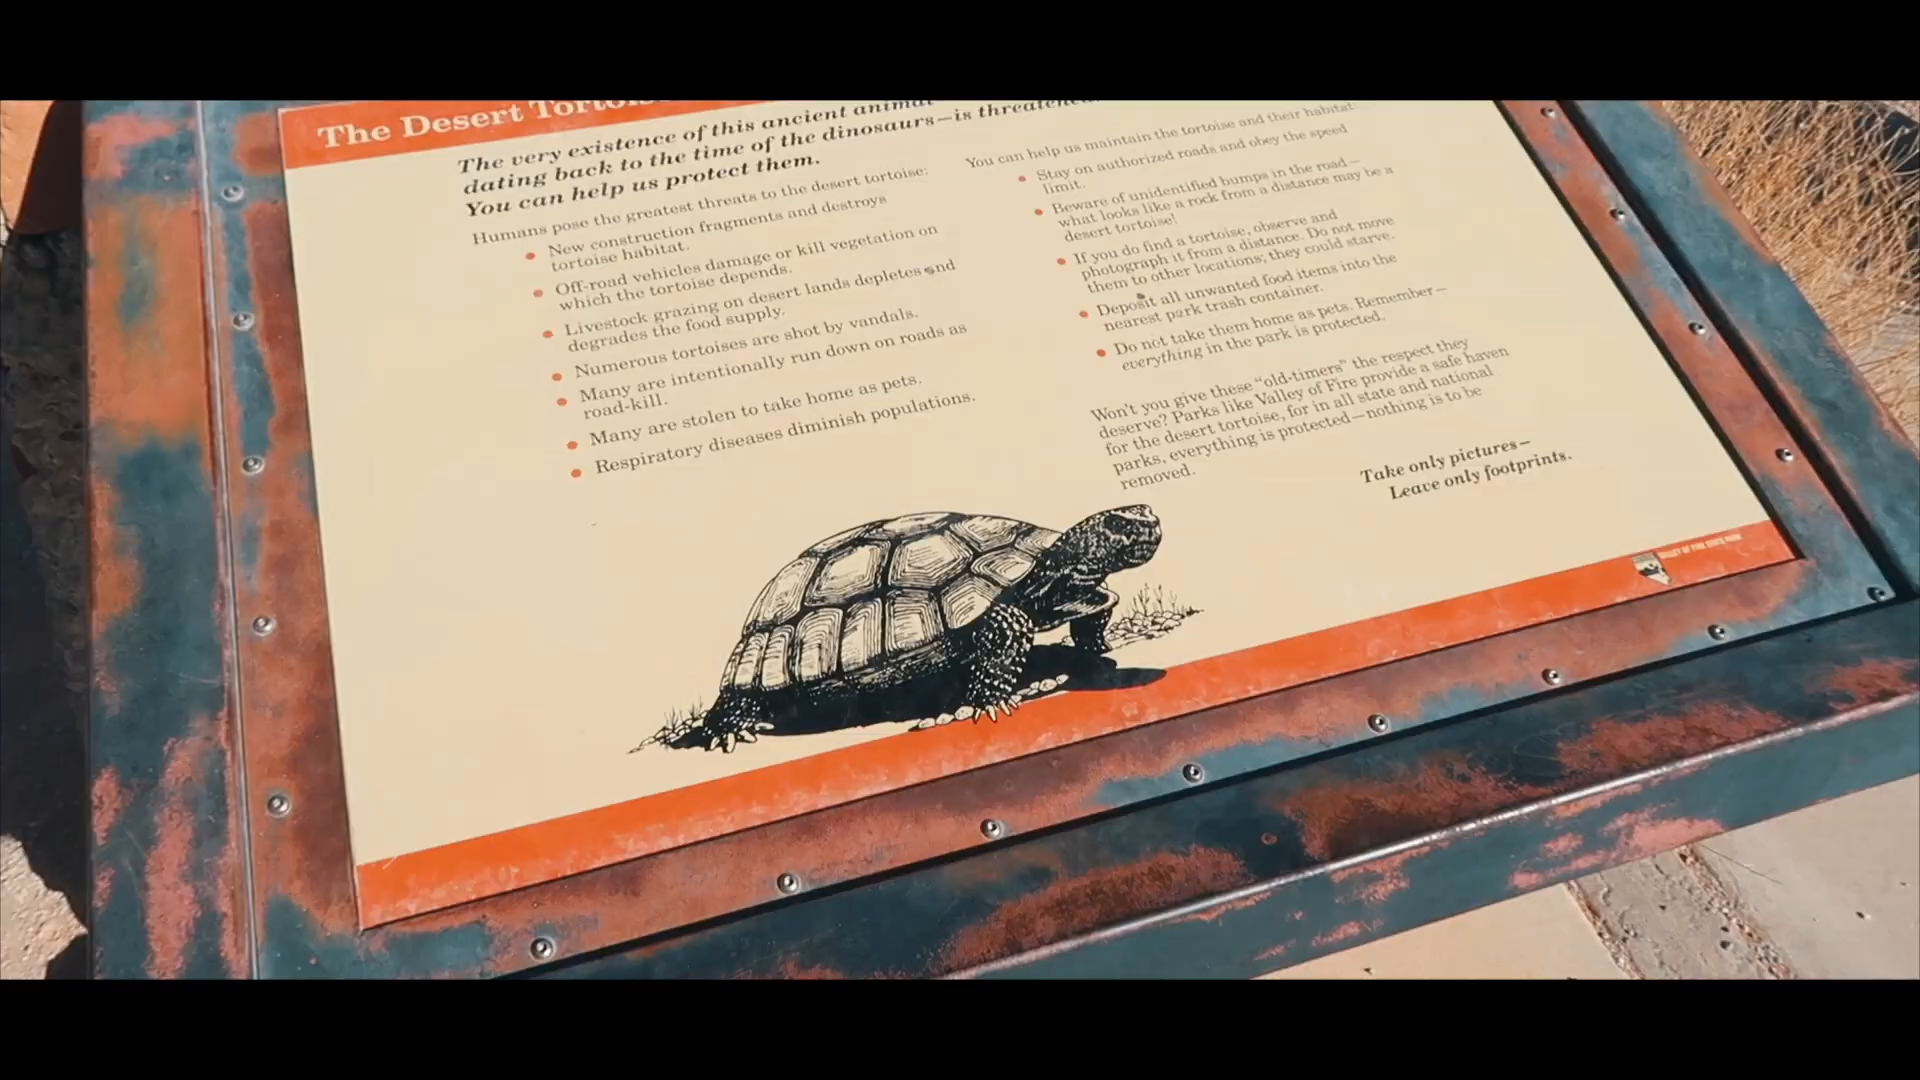 The Desert Tortoise
The very existence of this ancient animal
dating back to the time of the dinosaurs—is threatened.
You can help us protect them.
Humans pose the greatest threats to the desert tortoise:
• New construction fragments and destroys
tortoise habitat.
• Off-road vehicles damage or kill vegetation on
which the tortoise depends.
• Livestock grazing on desert lands depletes and
degrades the food supply.
• Numerous tortoises are shot by vandals.
• Many are intentionally run down on roads as
road-kill.
• Many are stolen to take home as pets.
• Respiratory diseases diminish populations.
You can help us maintain the tortoise and their habitat.
• Stay on authorized roads and obey the speed
limit.
• Beware of unidentified bumps in the road—
what looks like a rock from a distance may be a
desert tortoise!
• If you do find a tortoise, observe and
photograph it from a distance. Do not move
them to other locations; they could starve.
• Deposit all unwanted food items into the
nearest park trash container.
• Do not take them home as pets. Remember—
everything in the park is protected.
Won't you give these "old-timers" the respect they
deserve? Parks like Valley of Fire provide a safe haven
for the desert tortoise, for in all state and national
parks, everything is protected—nothing is to be
removed.
Take only pictures—
Leave only footprints.
VALLEY OF FIRE STATE PARK